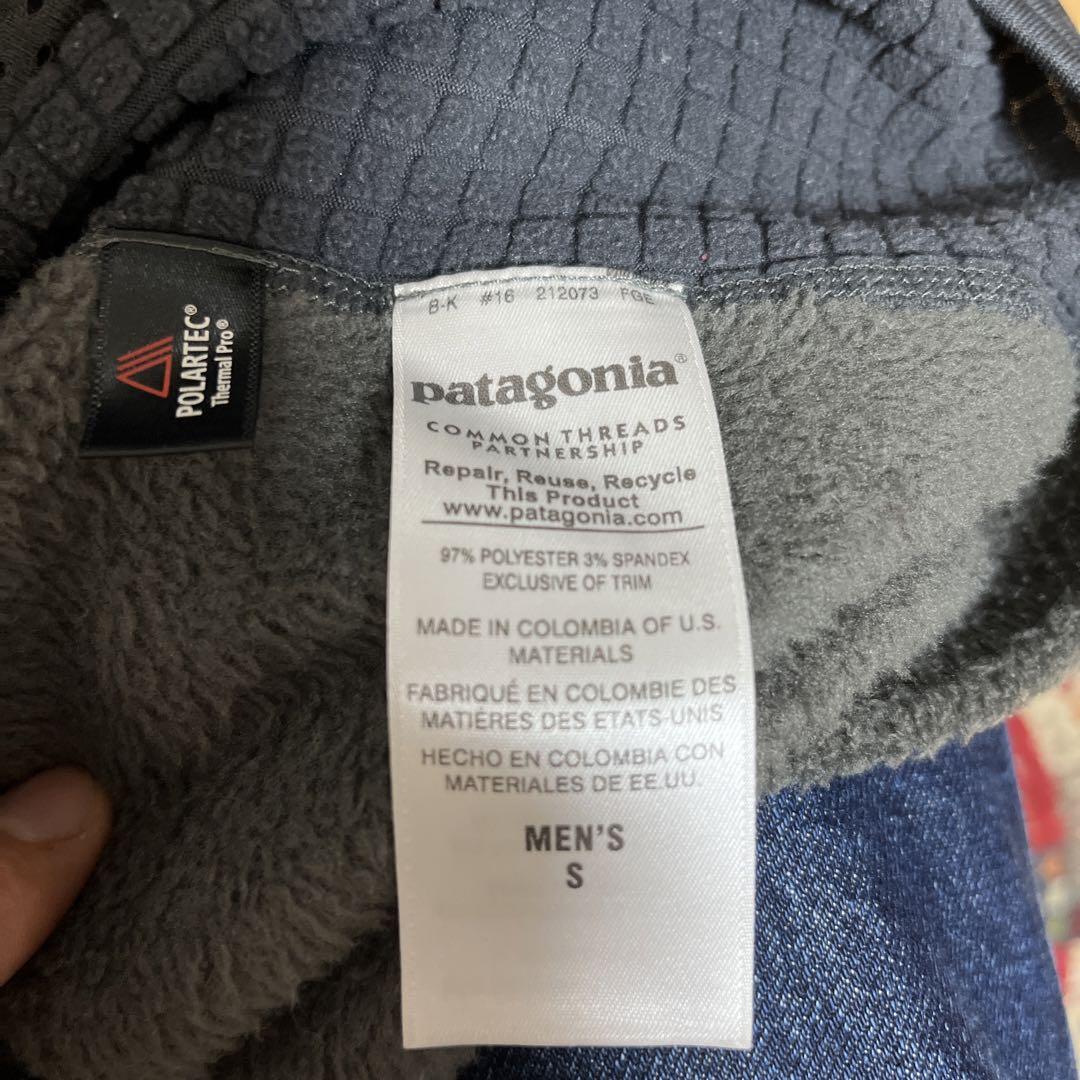 POLARTEC®
Thermal Pro®
B-K #16 212073 FGE
patagonia®
COMMON THREADS
PARTNERSHIP
Repair, Reuse, Recycle
This Product
www.patagonia.com
97% POLYESTER 3% SPANDEX
EXCLUSIVE OF TRIM
MADE IN COLOMBIA OF U.S.
MATERIALS
FABRIQUÉ EN COLOMBIE DES
MATIÈRES DES ETATS-UNIS
HECHO EN COLOMBIA CON
MATERIALES DE EE.UU.
MEN'S
S